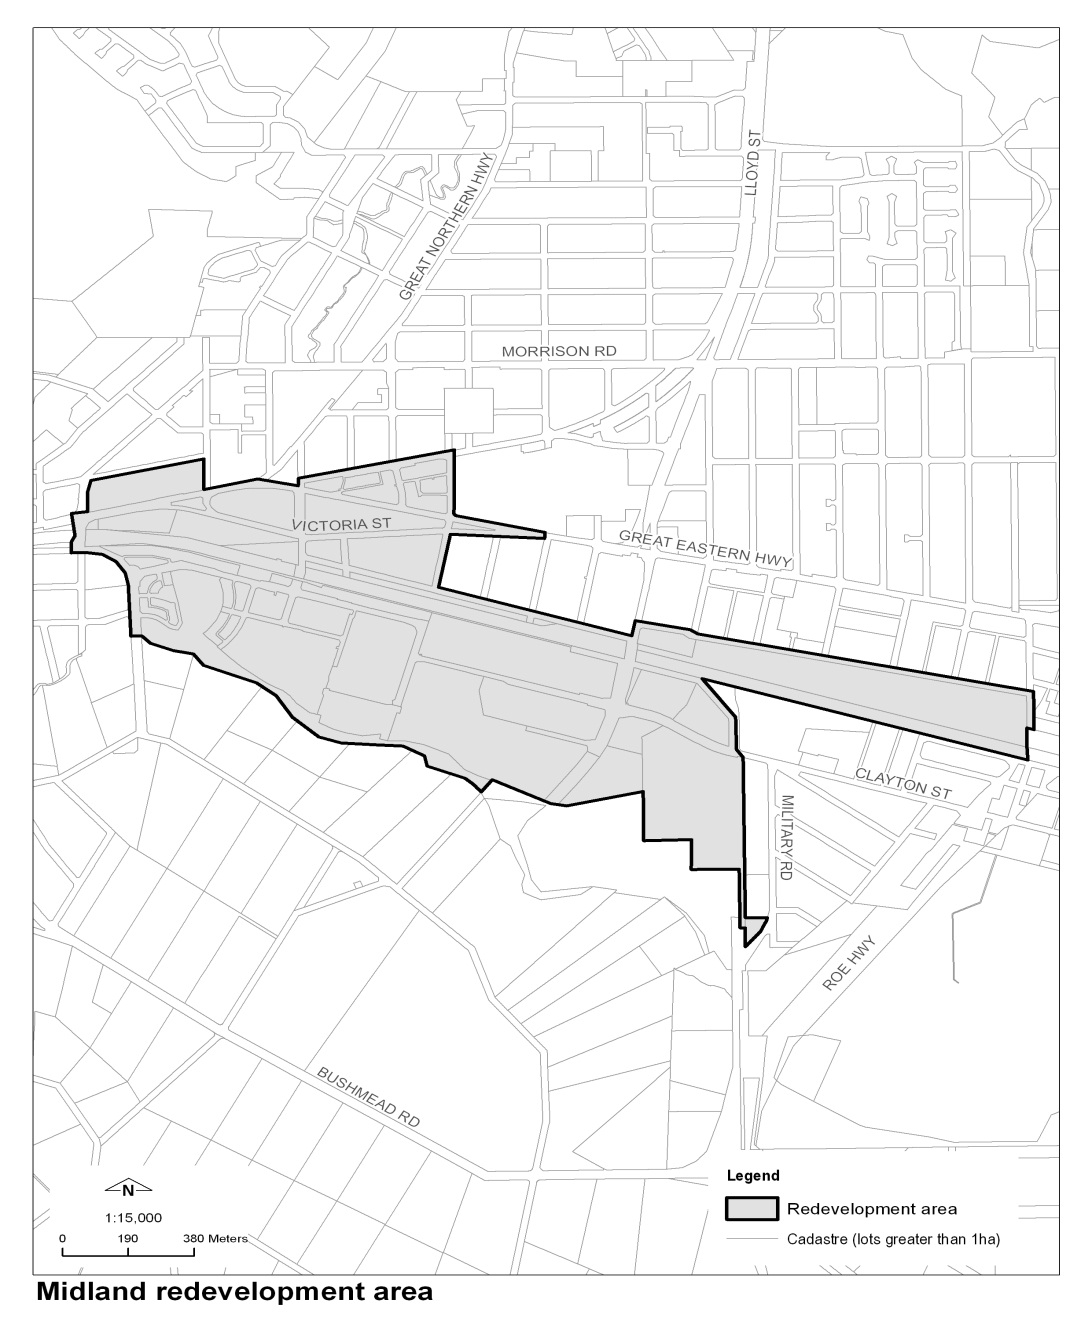 LLOYD ST
GREAT NORTHERN HWY
MORRISON RD
VICTORIA ST
GREAT EASTERN HWY
CLAYTON ST
MILITARY RD
ROE HWY
BUSHMEAD RD
N
1:15,000
0 190 380 Meters
Legend
Redevelopment area
Cadastre (lots greater than 1ha)
Midland redevelopment area